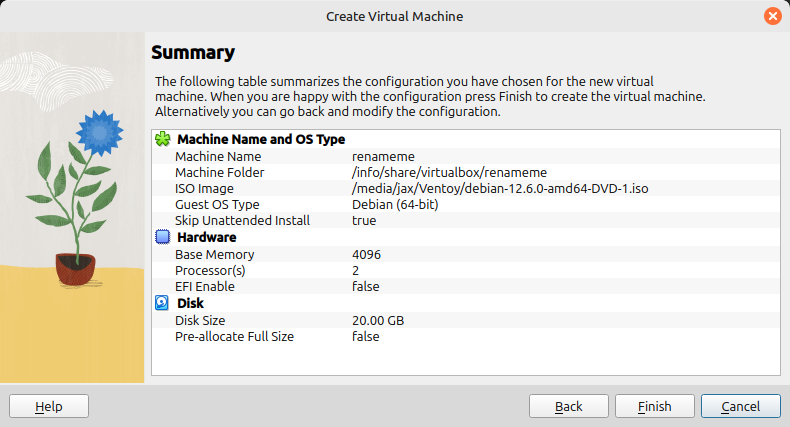 Create Virtual Machine
Summary
The following table summarizes the configuration you have chosen for the new virtual
machine. When you are happy with the configuration press Finish to create the virtual machine.
Alternatively you can go back and modify the configuration.
Machine Name and OS Type
Machine Name renameme
Machine Folder /info/share/virtualbox/renameme
ISO Image /media/jax/Ventoy/debian-12.6.0-amd64-DVD-1.iso
Guest OS Type Debian (64-bit)
Skip Unattended Install true
Hardware
Base Memory 4096
Processor(s) 2
EFI Enable false
Disk
Disk Size 20.00 GB
Pre-allocate Full Size false
Help Back Finish Cancel